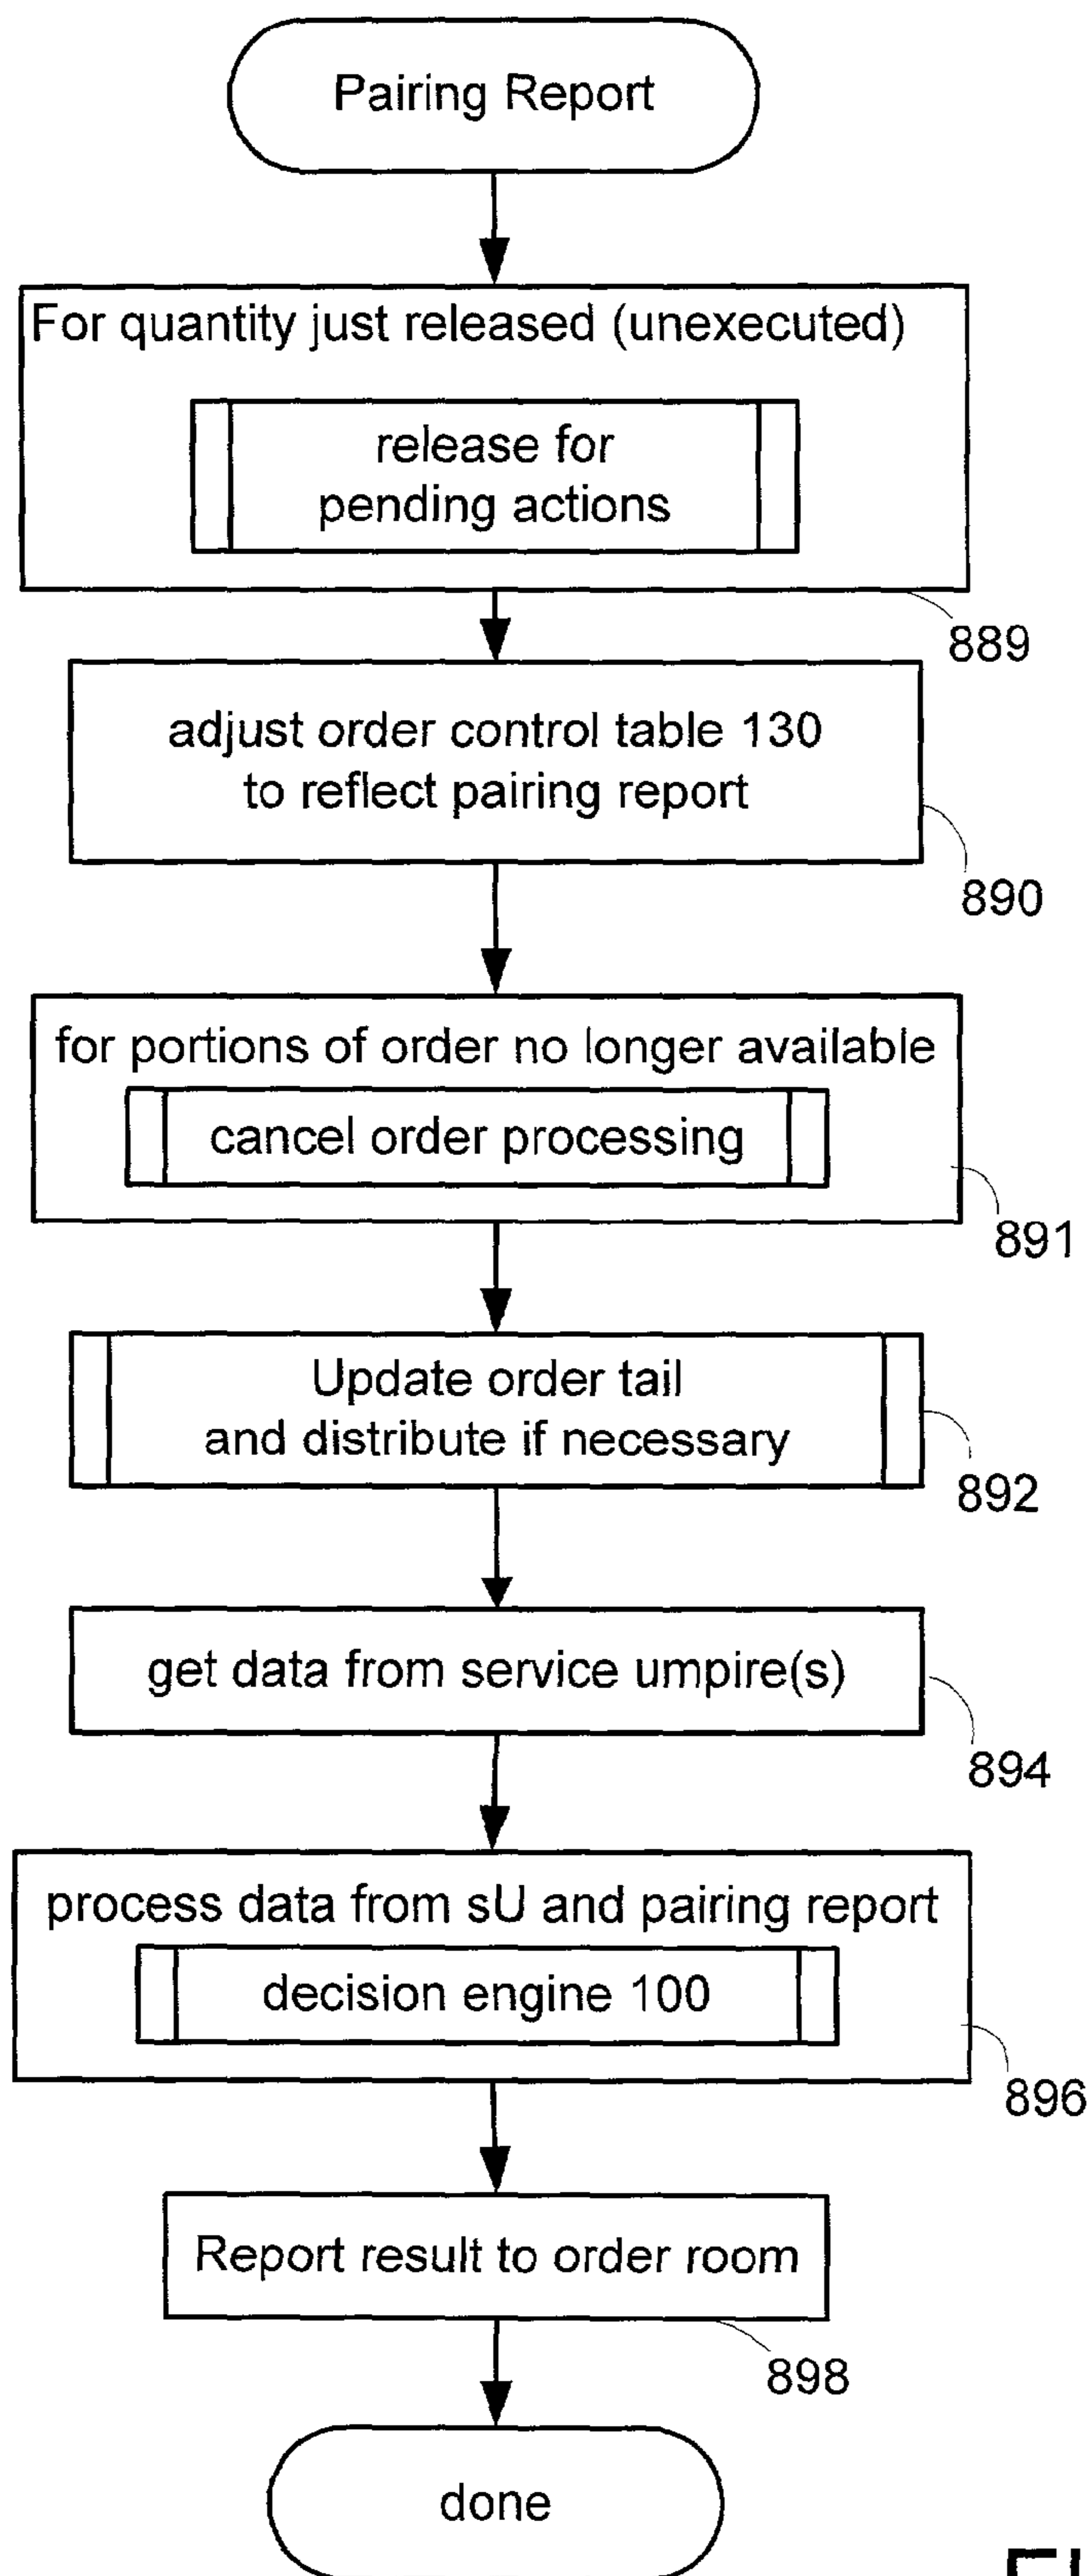 Pairing Report
For quantity just released (unexecuted)
release for
pending actions
889
adjust order control table 130
to reflect pairing report
890
for portions of order no longer available
cancel order processing
891
Update order tail
and distribute if necessary
892
get data from service umpire(s)
894
process data from sU and pairing report
decision engine 100
896
Report result to order room
898
done